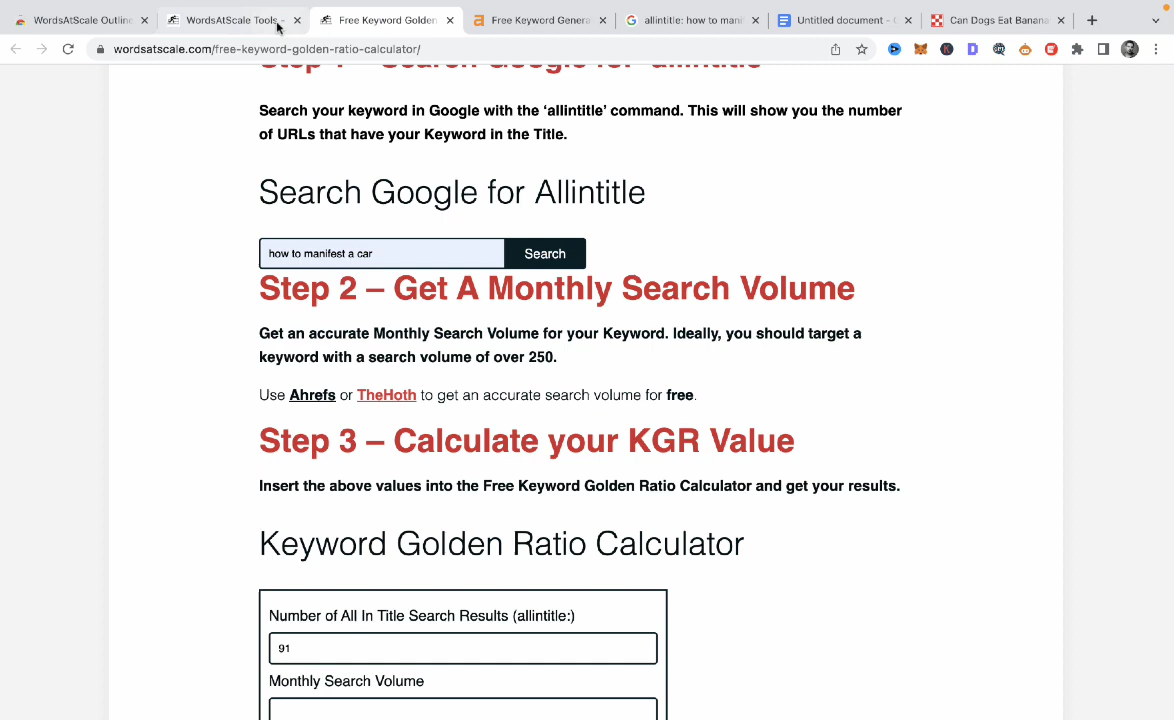 WordsAtScale Outline
WordsAtScale Tools -
Free Keyword Golden
Free Keyword Genera
allintitle: how to mani
Untitled document -
Can Dogs Eat Banana
wordsatscale.com/free-keyword-golden-ratio-calculator/
Step 1 – Search Google for 'allintitle'
Search your keyword in Google with the ‘allintitle’ command. This will show you the number
of URLs that have your Keyword in the Title.
Search Google for Allintitle
how to manifest a car
Search
Step 2 – Get A Monthly Search Volume
Get an accurate Monthly Search Volume for your Keyword. Ideally, you should target a
keyword with a search volume of over 250.
Use Ahrefs or TheHoth to get an accurate search volume for free.
Step 3 – Calculate your KGR Value
Insert the above values into the Free Keyword Golden Ratio Calculator and get your results.
Keyword Golden Ratio Calculator
Number of All In Title Search Results (allintitle:)
91
Monthly Search Volume